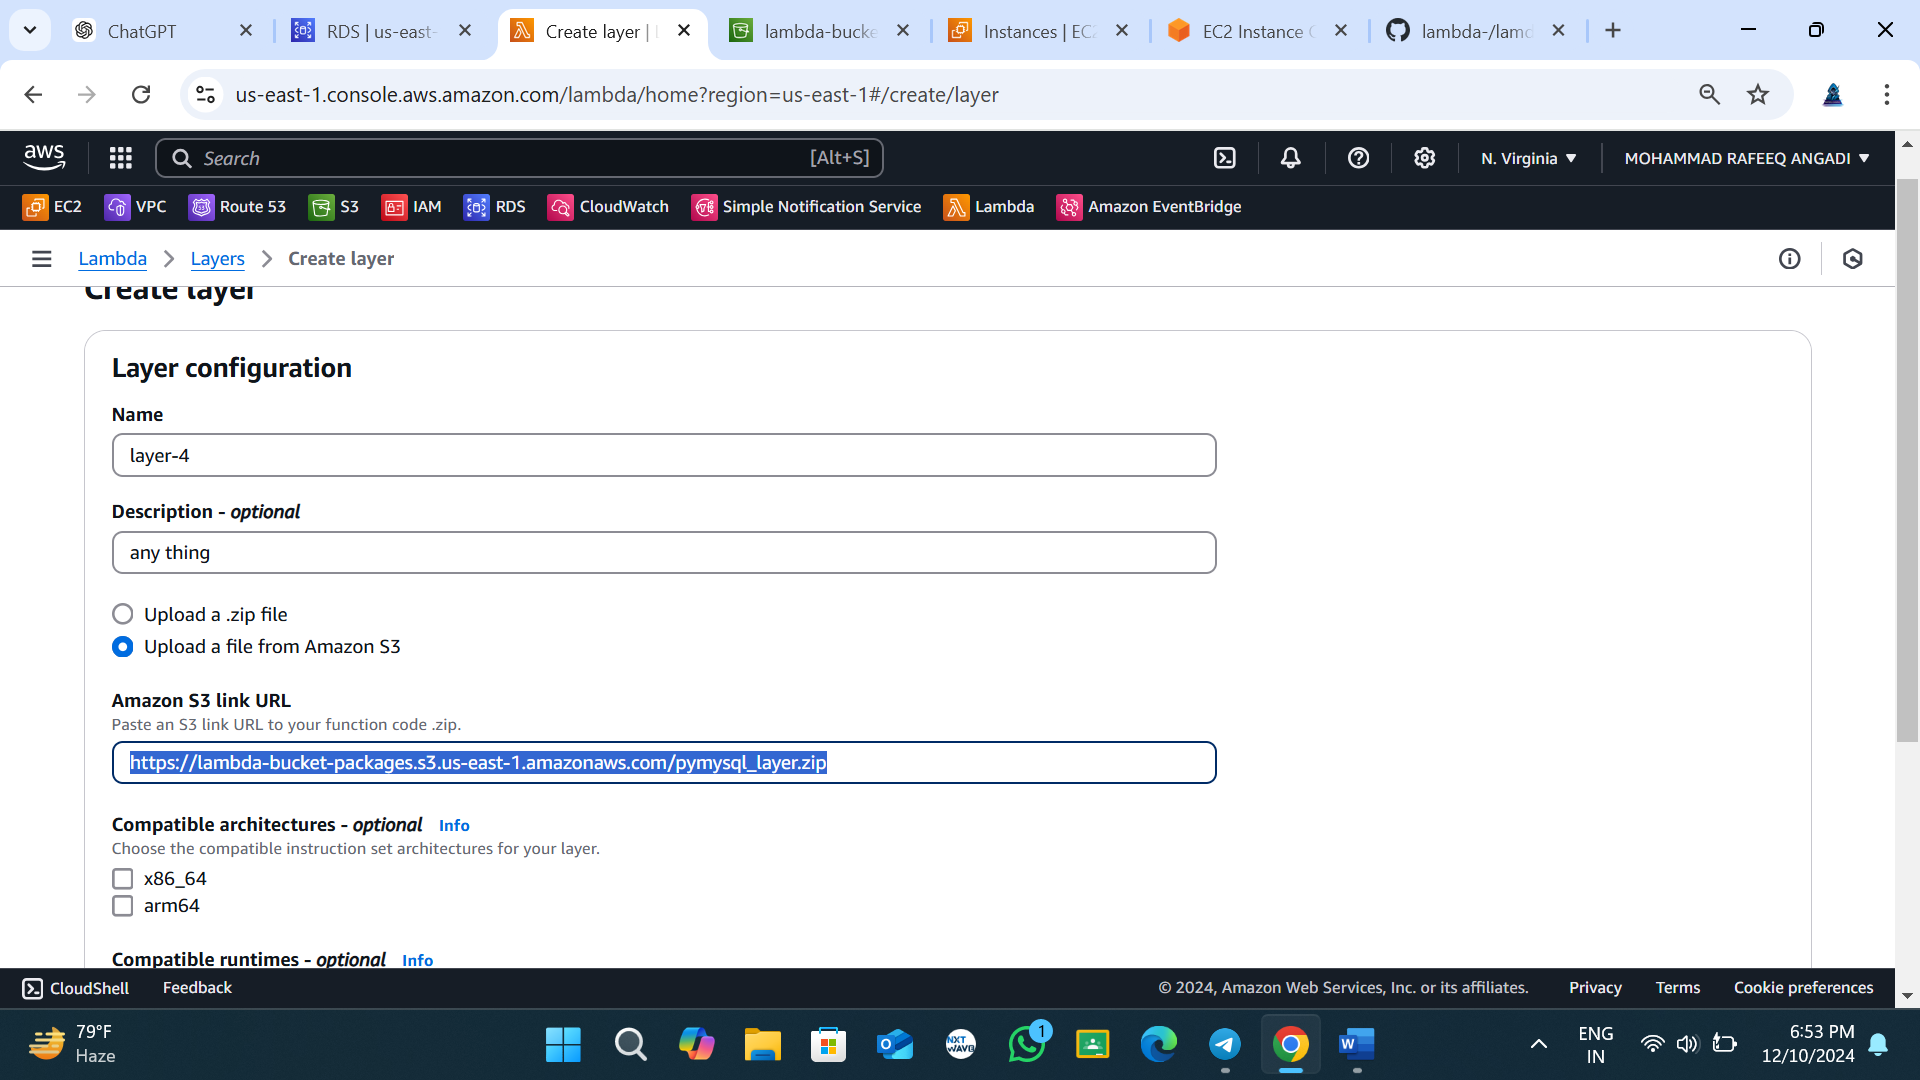 ChatGPT
RDS | us-east-
Create layer |
lambda-bucke
Instances | EC2
EC2 Instance C
lambda-/lamd
us-east-1.console.aws.amazon.com/lambda/home?region=us-east-1#/create/layer
aws
Search
[Alt+S]
N. Virginia
MOHAMMAD RAFEEQ ANGADI
EC2
VPC
Route 53
S3
IAM
RDS
CloudWatch
Simple Notification Service
Lambda
Amazon EventBridge
Lambda
Layers
Create layer
Create layer
Layer configuration
Name
layer-4
Description - optional
any thing
Upload a .zip file
Upload a file from Amazon S3
Amazon S3 link URL
Paste an S3 link URL to your function code .zip.
https://lambda-bucket-packages.s3.us-east-1.amazonaws.com/pymysql_layer.zip
Compatible architectures - optional Info
Choose the compatible instruction set architectures for your layer.
x86_64
arm64
Compatible runtimes - optional Info
CloudShell
Feedback
© 2024, Amazon Web Services, Inc. or its affiliates.
Privacy
Terms
Cookie preferences
79°F
Haze
NXT
WAVE
1
ENG
IN
6:53 PM
12/10/2024